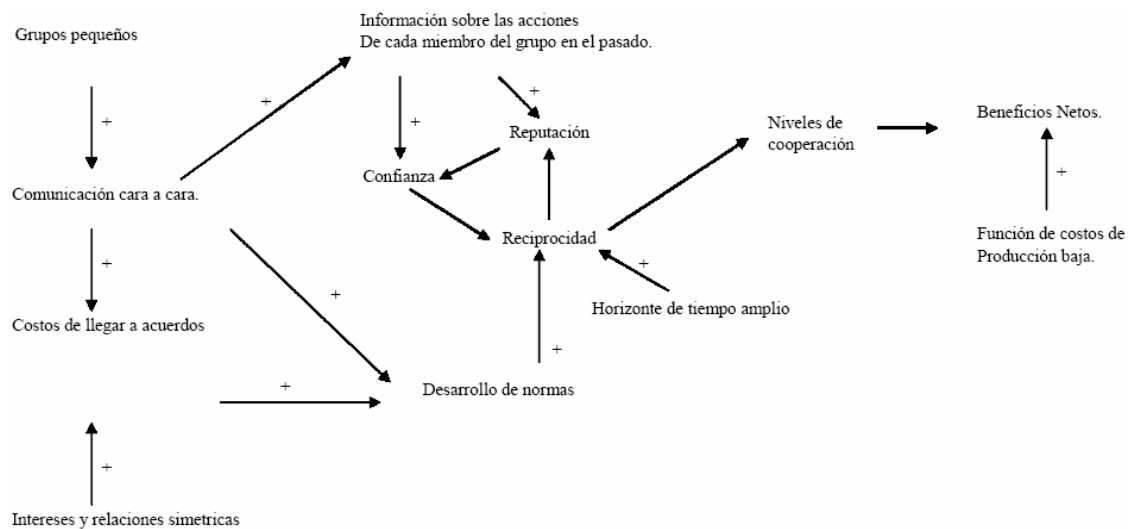 Grupos pequeños
Información sobre las acciones
De cada miembro del grupo en el pasado.
+
+
+
+
Reputación
Niveles de
cooperación
Beneficios Netos.
Confianza
+
Comunicación cara a cara.
Reciprocidad
Función de costos de
Producción baja.
+
+
+
Horizonte de tiempo amplio
Costos de llegar a acuerdos
+
+
Desarrollo de normas
+
Intereses y relaciones simetricas